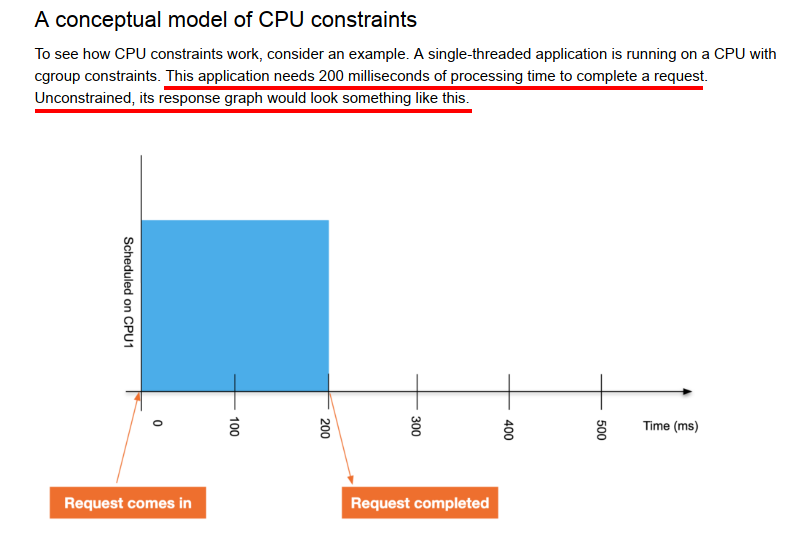 A conceptual model of CPU constraints
To see how CPU constraints work, consider an example. A single-threaded application is running on a CPU with
cgroup constraints. This application needs 200 milliseconds of processing time to complete a request.
Unconstrained, its response graph would look something like this.
Scheduled on CPU1
0
100
200
300
400
500
Time (ms)
Request comes in
Request completed